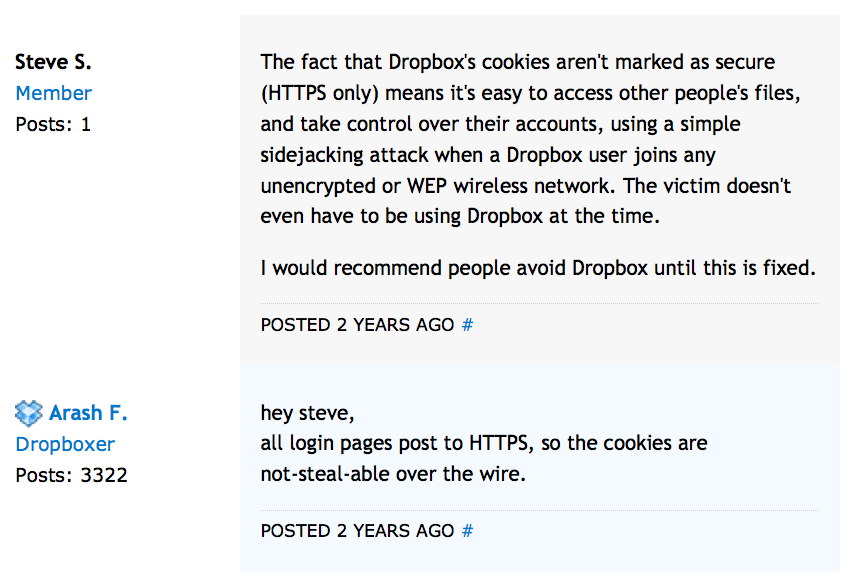 Steve S.
Member
Posts: 1
The fact that Dropbox's cookies aren't marked as secure
(HTTPS only) means it's easy to access other people's files,
and take control over their accounts, using a simple
sidejacking attack when a Dropbox user joins any
unencrypted or WEP wireless network. The victim doesn't
even have to be using Dropbox at the time.
I would recommend people avoid Dropbox until this is fixed.
POSTED 2 YEARS AGO #
Arash F.
Dropboxer
Posts: 3322
hey steve,
all login pages post to HTTPS, so the cookies are
not-steal-able over the wire.
POSTED 2 YEARS AGO #